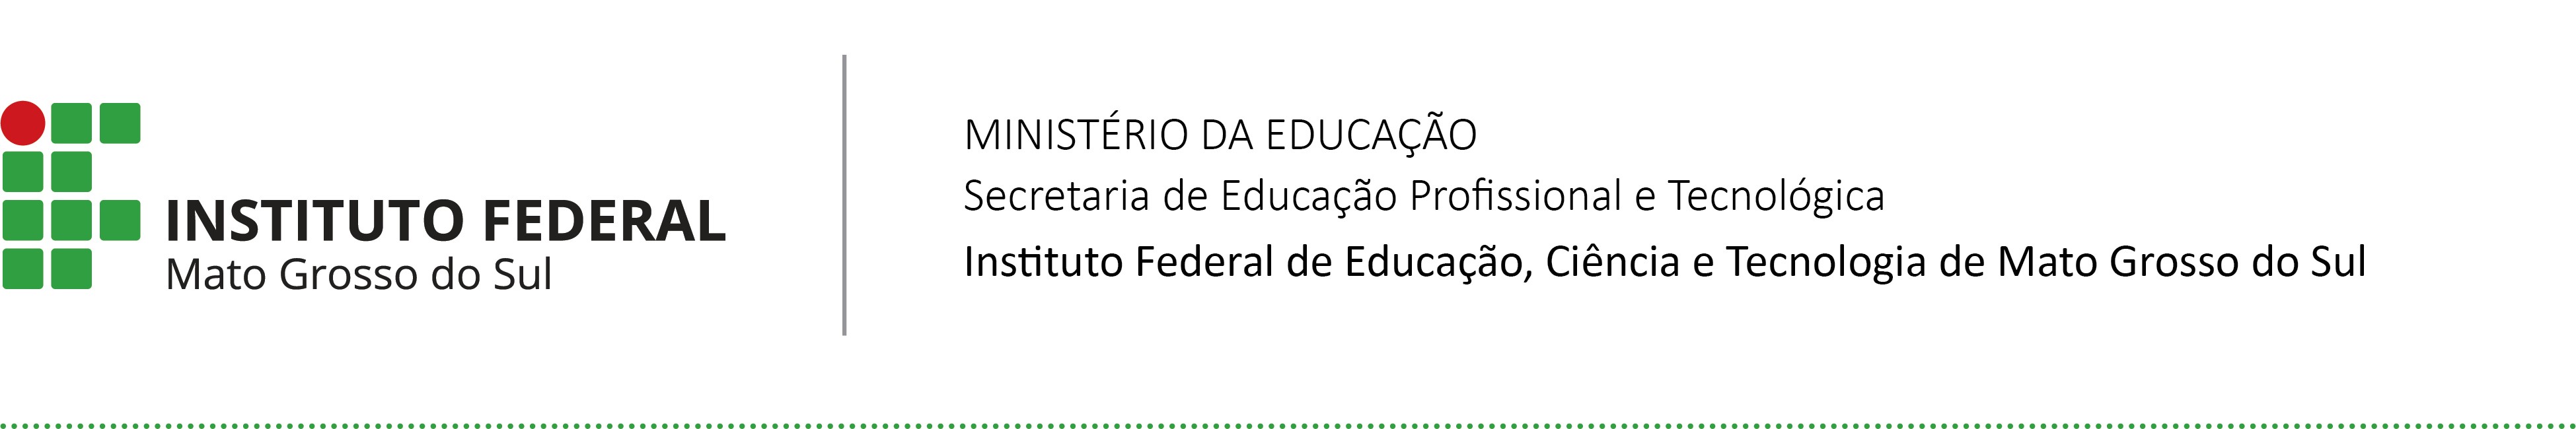 INSTITUTO FEDERAL
Mato Grosso do Sul
MINISTÉRIO DA EDUCAÇÃO
Secretaria de Educação Profissional e Tecnológica
Instituto Federal de Educação, Ciência e Tecnologia de Mato Grosso do Sul